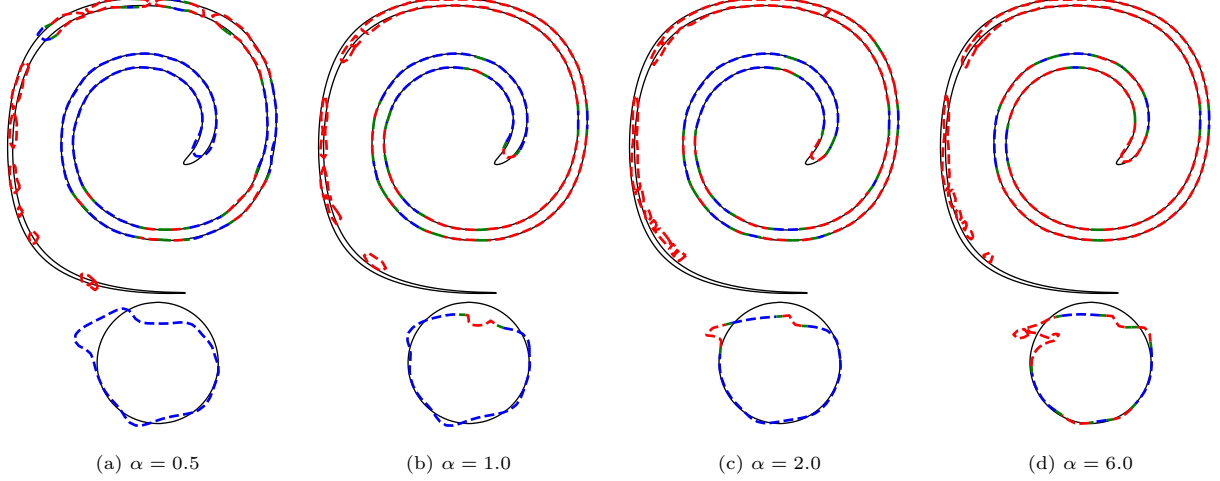 (a) α = 0.5
(b) α = 1.0
(c) α = 2.0
(d) α = 6.0